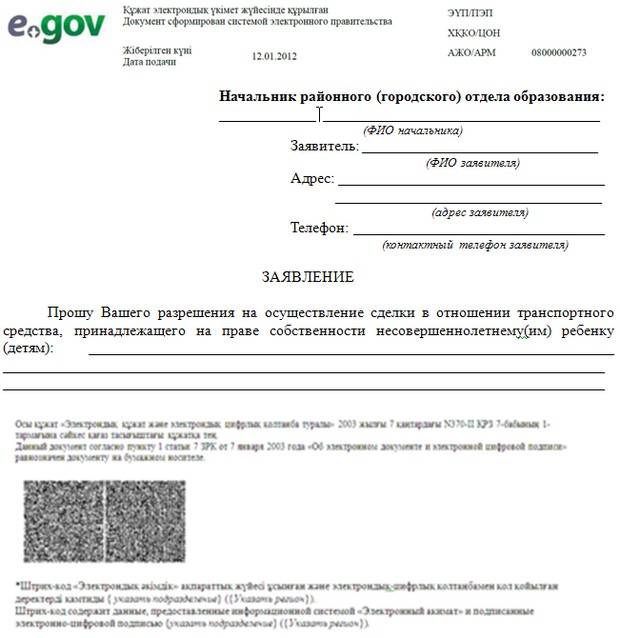 e.gov
Құжат электрондық үкімет жүйесінде құрылған
Документ сформирован системой электронного правительства
ЭҮП/ПЭП
ХҚКО/ЦОН
Жіберілген күні
Дата подачи
12.01.2012
АЖО/АРМ 08000000273
Начальник районного (городского) отдела образования:
(ФИО начальника)
Заявитель:
(ФИО заявителя)
Адрес:
(адрес заявителя)
Телефон:
(контактный телефон заявителя)
ЗАЯВЛЕНИЕ
Прошу Вашего разрешения на осуществление сделки в отношении транспортного
средства, принадлежащего на праве собственности несовершеннолетнему(им) ребенку
(детям):
Осы құжат «Электрондық құжат және электрондық цифрлық қолтаңба туралы» 2003 жылғы 7 қаңтардағы N370-II ҚРЗ 7-бабының 1-
тармағына сәйкес қағаз тасығыштағы құжатқа тең.
Данный документ согласно пункту 1 статьи 7 ЗРК от 7 января 2003 года «Об электронном документе и электронной цифровой подписи»
равнозначен документу на бумажном носителе.
*Штрих-код «Электрондық әкімдік» ақпараттық жүйесі ұсынған және электрондық-цифрлық қолтаңбамен қол қойылған
деректерді қамтиды ( указать подразделение) ({Указать регион}).
Штрих-код содержит данные, предоставленные информационной системой «Электронный акимат» и подписанные
электронно-цифровой подписью (указать подразделение) ({Указать регион}).